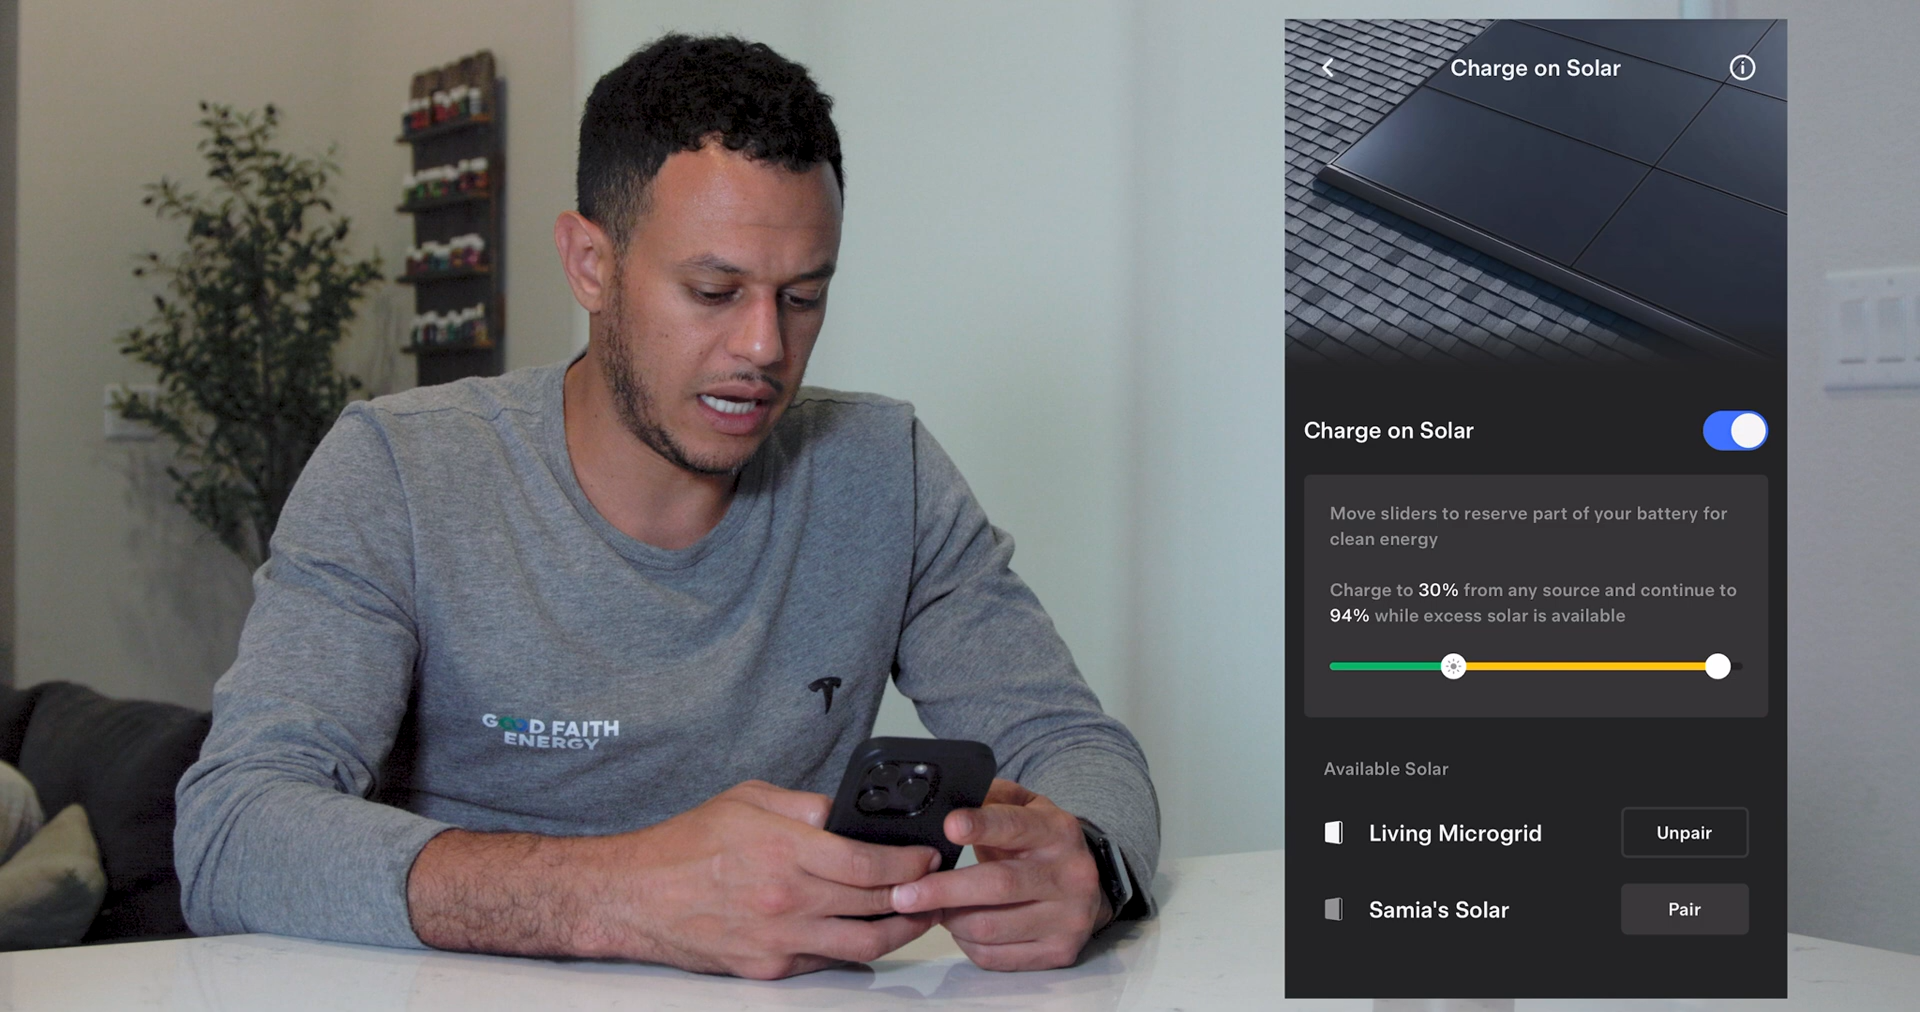 GOOD FAITH
ENERGY
Charge on Solar
Charge on Solar
Move sliders to reserve part of your battery for
clean energy
Charge to 30% from any source and continue to
94% while excess solar is available
Available Solar
Living Microgrid
Unpair
Samia's Solar
Pair